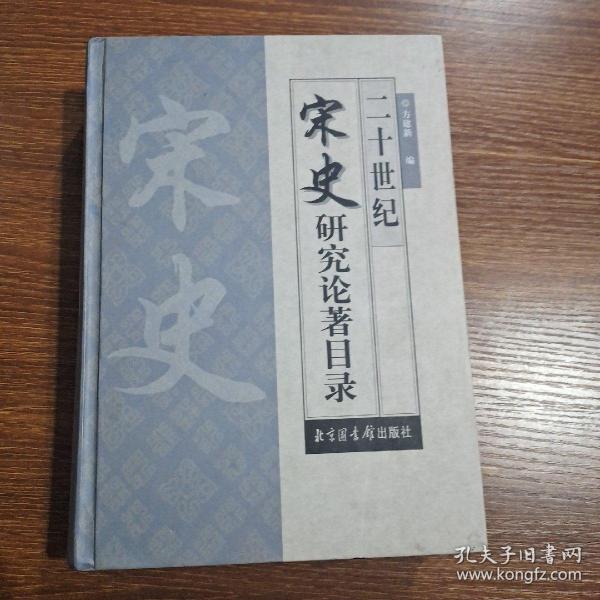 宋史
◎方建新 编
二十世纪
宋史研究论著目录
北京图书馆出版社
孔夫子旧书网
www.kongfz.com